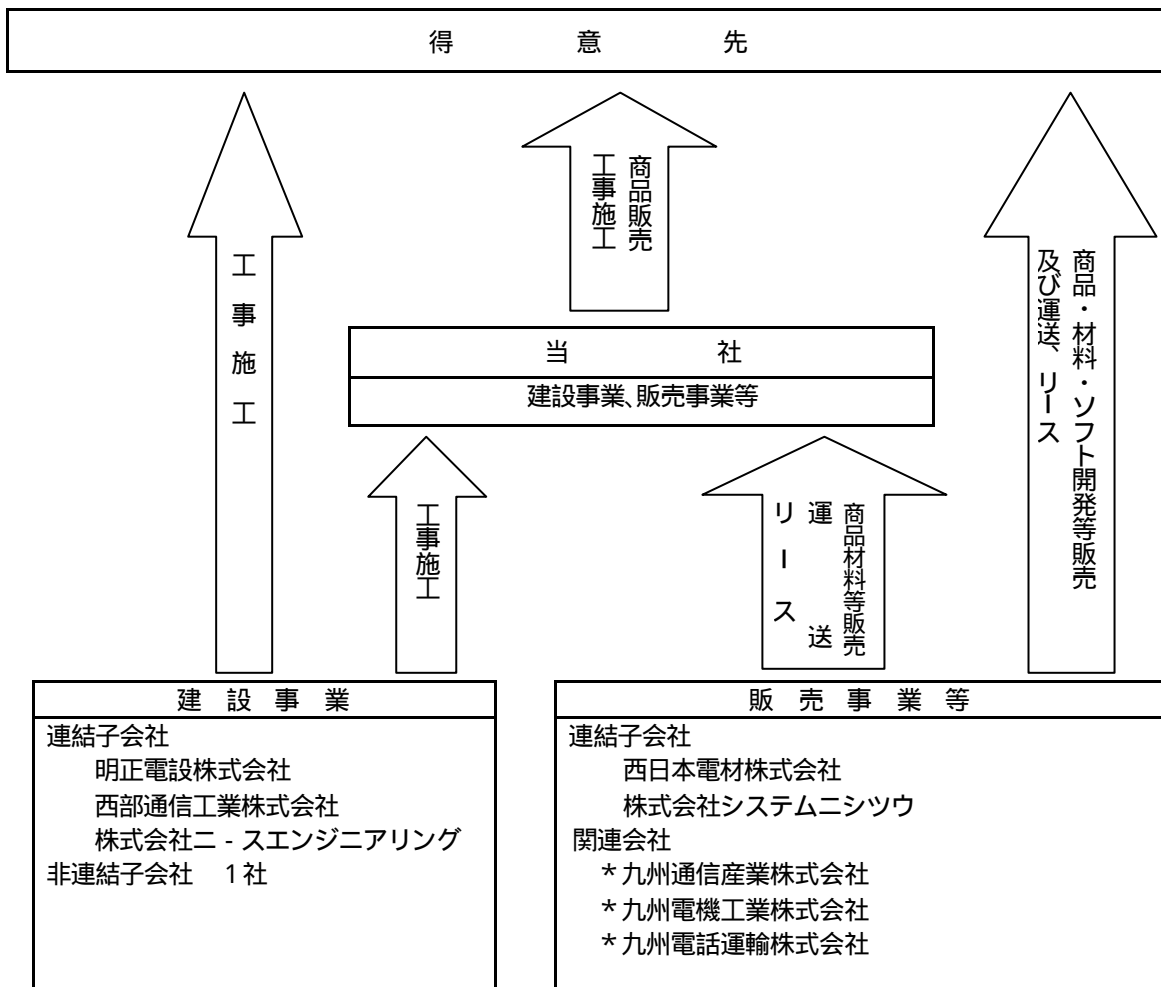 得意先
工事施工
商品販売
工事施工
商品・材料・ソフト開発等販売
及び運送、リース
当社
建設事業、販売事業等
工事施工
商品材料等販売
運送
リース
建設事業
連結子会社
明正電設株式会社
西部通信工業株式会社
株式会社ニ-スエンジニアリング
非連結子会社 1社
販売事業等
連結子会社
西日本電材株式会社
株式会社システムニシツウ
関連会社
*九州通信産業株式会社
*九州電機工業株式会社
*九州電話運輸株式会社